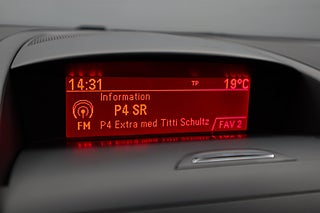 14:31 TP 19°C
Information
P4 SR
FM P4 Extra med Titti Schultz FAV 2